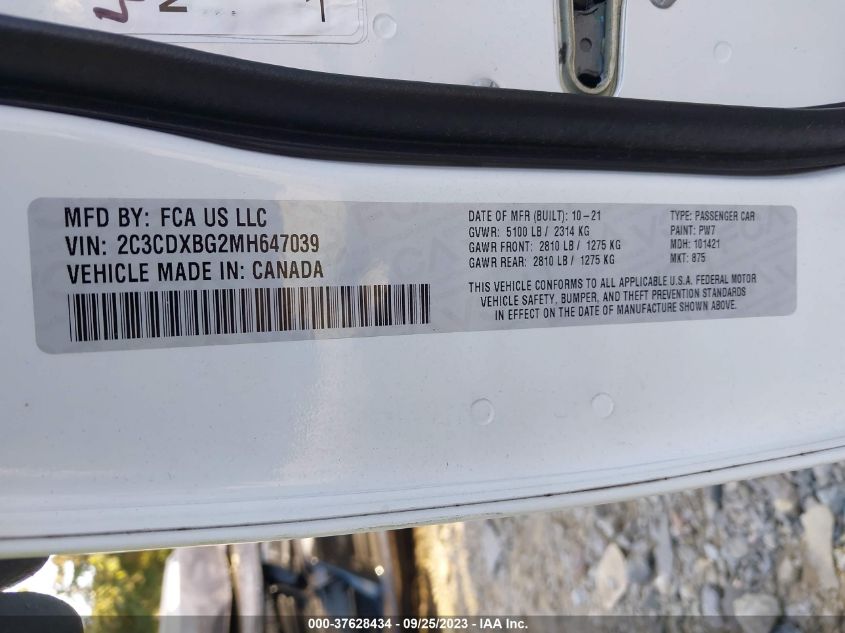 MFD BY: FCA US LLC
VIN: 2C3CDXBG2MH647039
VEHICLE MADE IN: CANADA
DATE OF MFR (BUILT): 10-21
GVWR: 5100 LB / 2314 KG
GAWR FRONT: 2810 LB / 1275 KG
GAWR REAR: 2810 LB / 1275 KG
TYPE: PASSENGER CAR
PAINT: PW7
MDH: 101421
MKT: 875
THIS VEHICLE CONFORMS TO ALL APPLICABLE U.S.A. FEDERAL MOTOR
VEHICLE SAFETY, BUMPER, AND THEFT PREVENTION STANDARDS
IN EFFECT ON THE DATE OF MANUFACTURE SHOWN ABOVE.
000-37628434 - 09/25/2023 - IAA Inc.